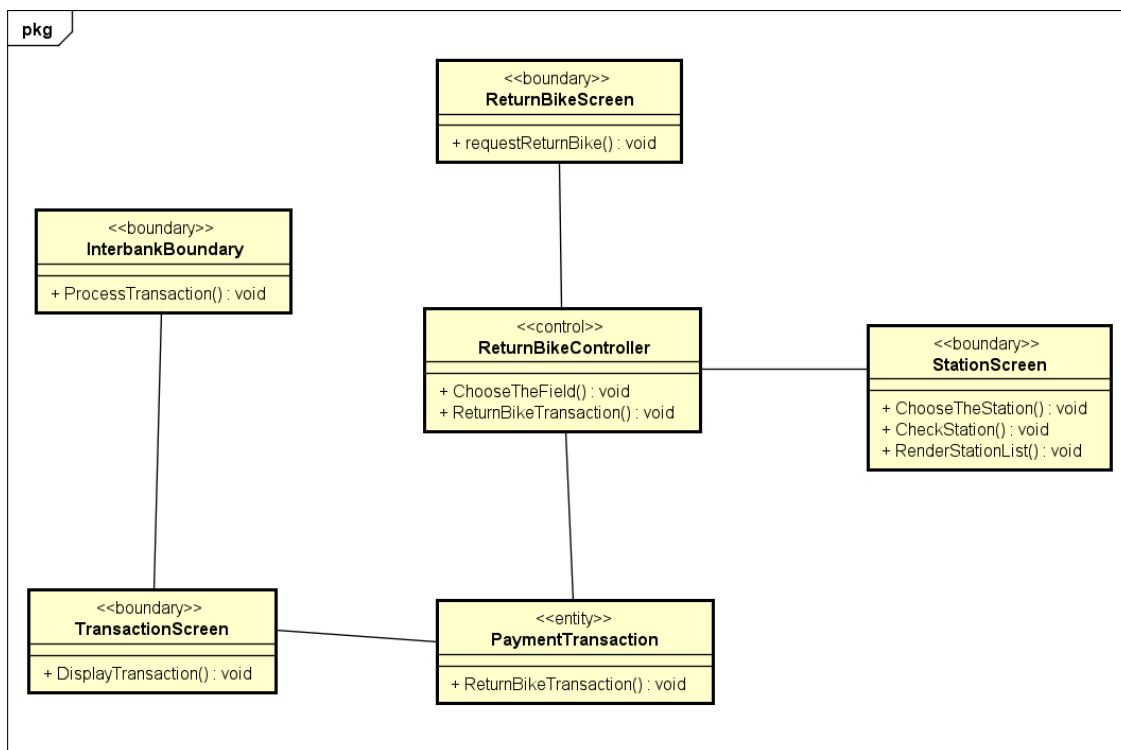 pkg
<<boundary>>
ReturnBikeScreen
+ requestReturnBike() : void
<<boundary>>
InterbankBoundary
+ ProcessTransaction() : void
<<control>>
ReturnBikeController
+ ChooseTheField() : void
+ ReturnBikeTransaction() : void
<<boundary>>
StationScreen
+ ChooseTheStation() : void
+ CheckStation() : void
+ RenderStationList() : void
<<boundary>>
TransactionScreen
+ DisplayTransaction() : void
<<entity>>
PaymentTransaction
+ ReturnBikeTransaction() : void